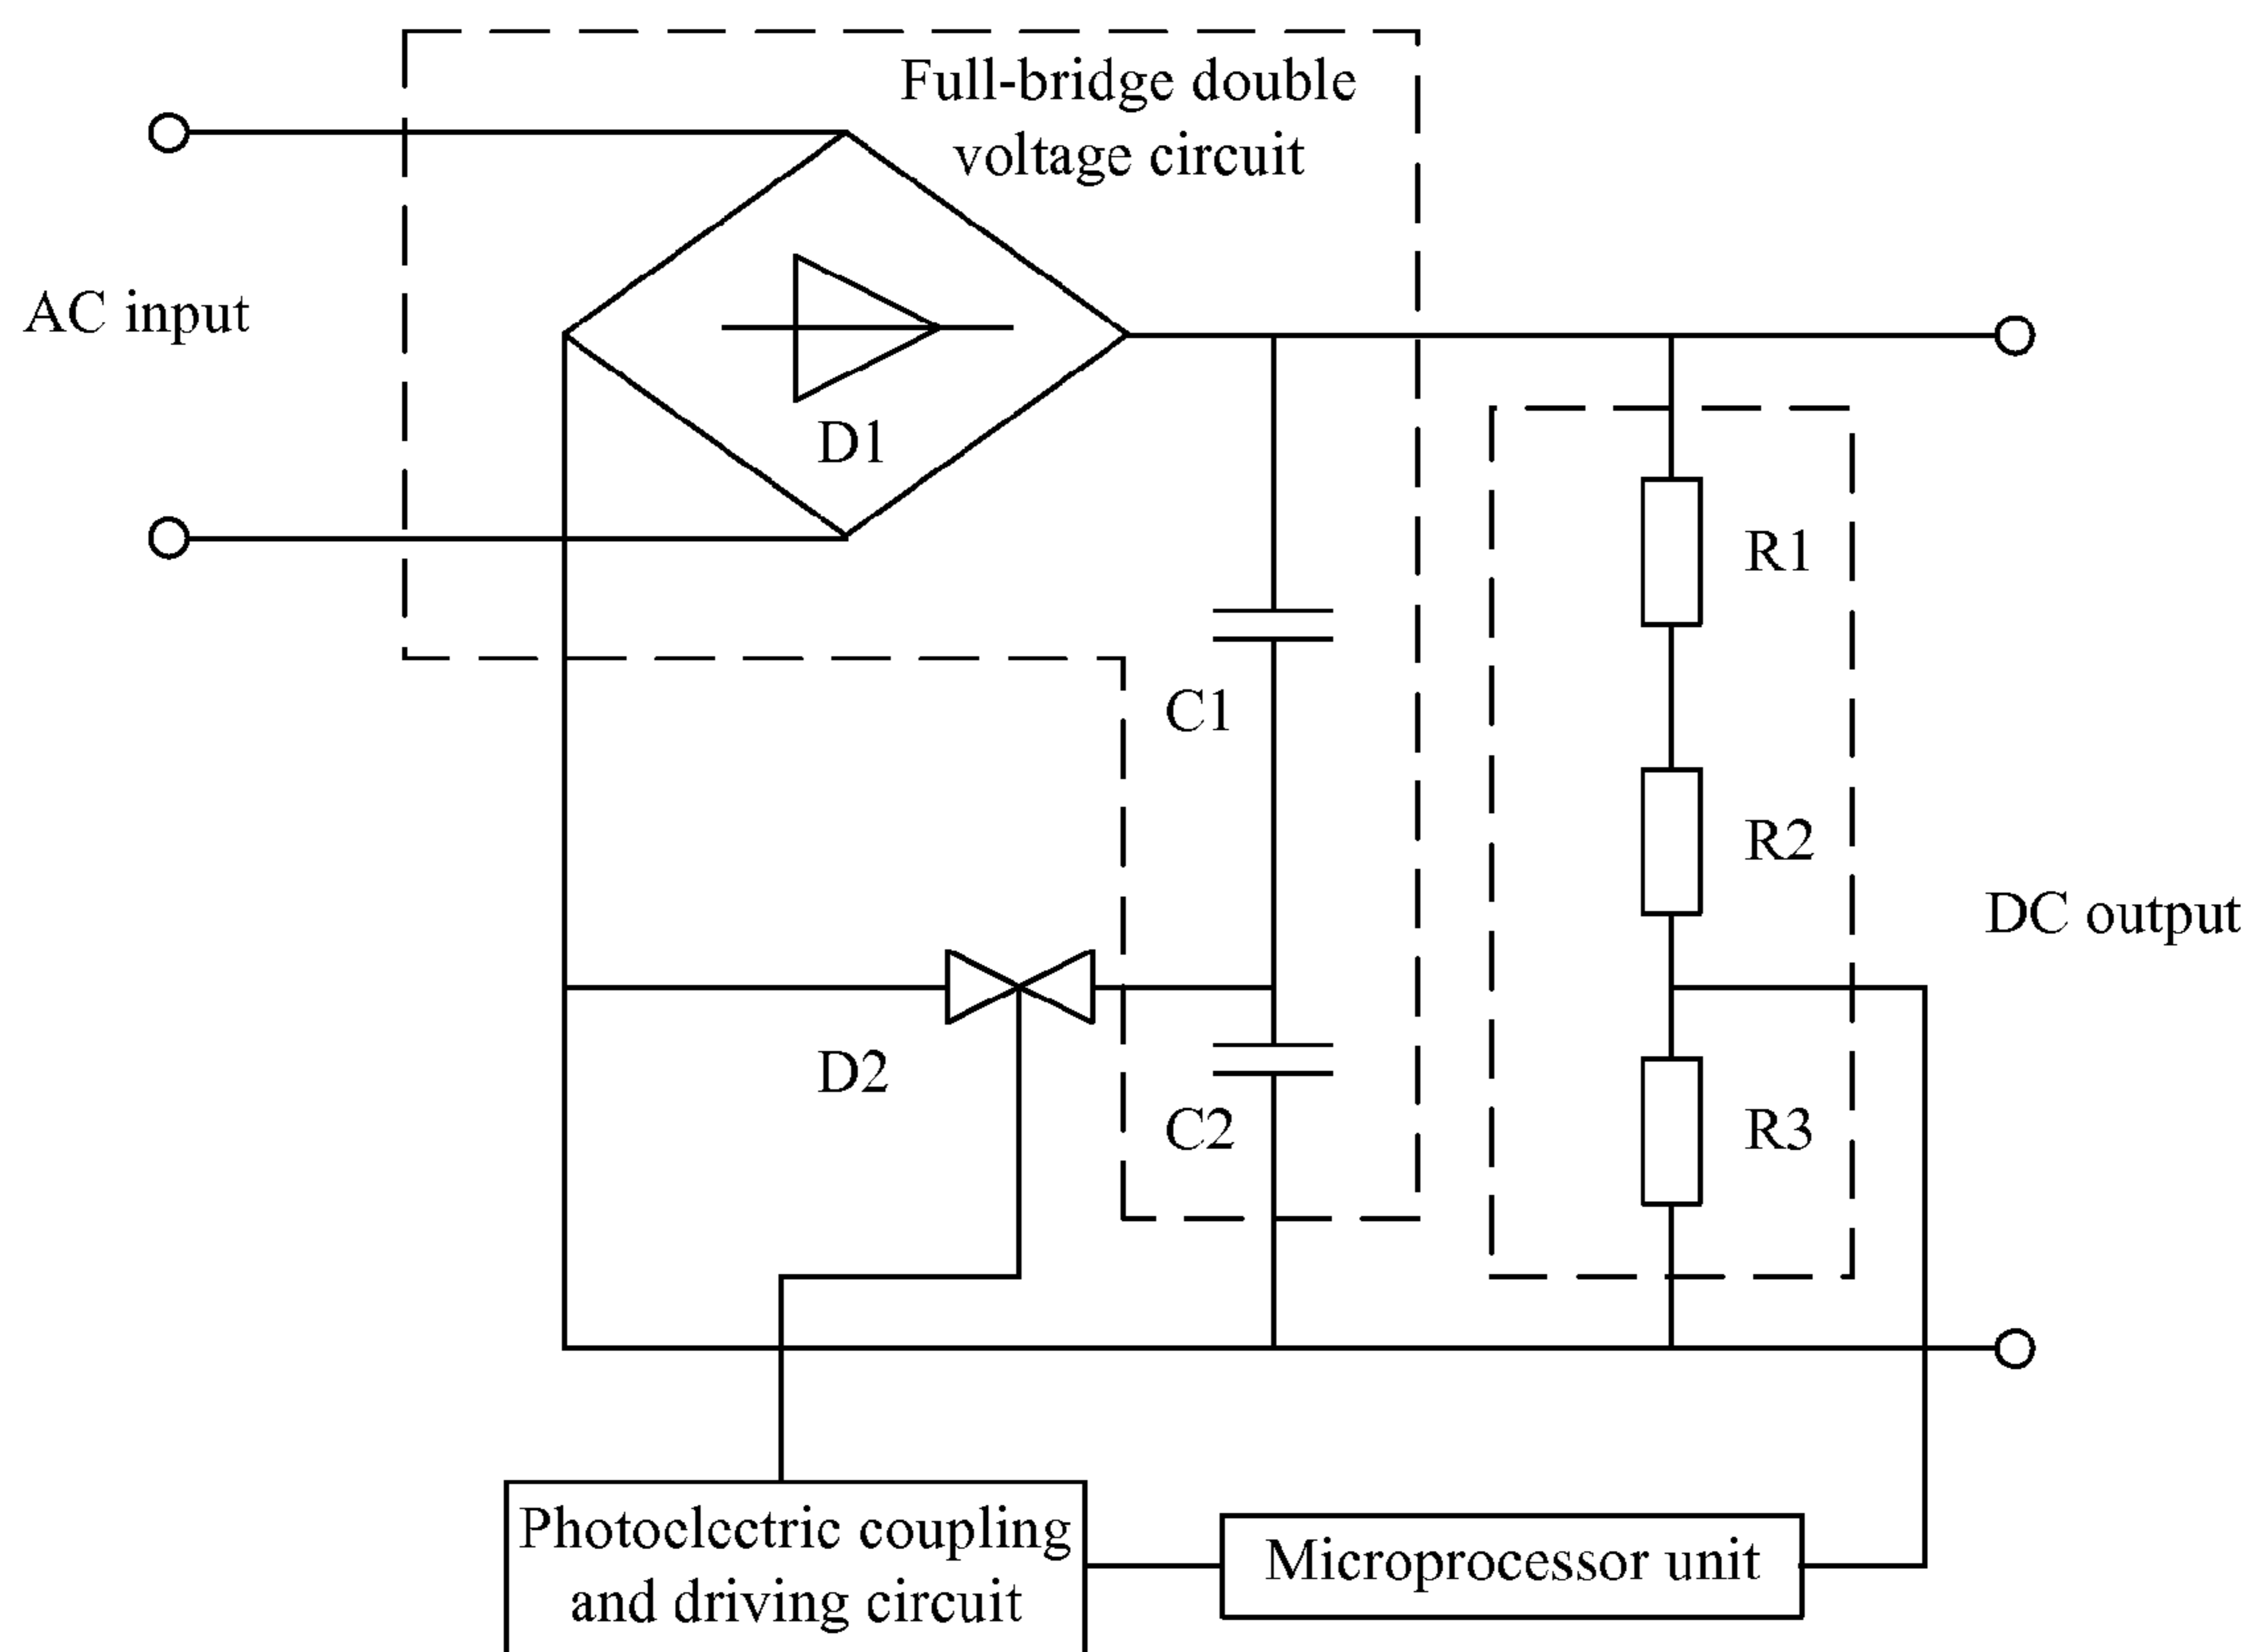 Full-bridge double
voltage circuit
AC input
D1
R1
C1
R2
DC output
D2
C2
R3
Photoclcctric coupling
and driving circuit
Microprocessor unit